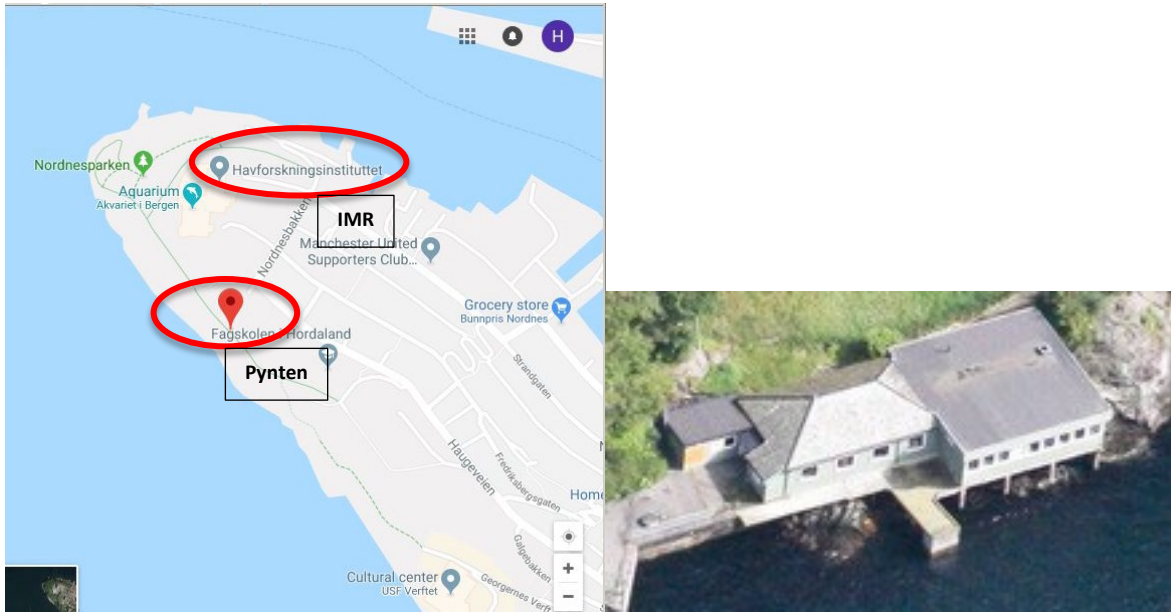 H
Nordnesparken
Havforskningsinstituttet
Aquarium
Akvariet i Bergen
IMR
Nordnesbakken
Manchester United
Supporters Club...
Grocery store
Bunnpris Nordnes
Fagskolen i Hordaland
Pynten
Strandgaten
Haugeveien
Fredriksbergsgaten
Home
Galgebakken
Cultural center
USF Verftet
Georgernes Verft
+
−